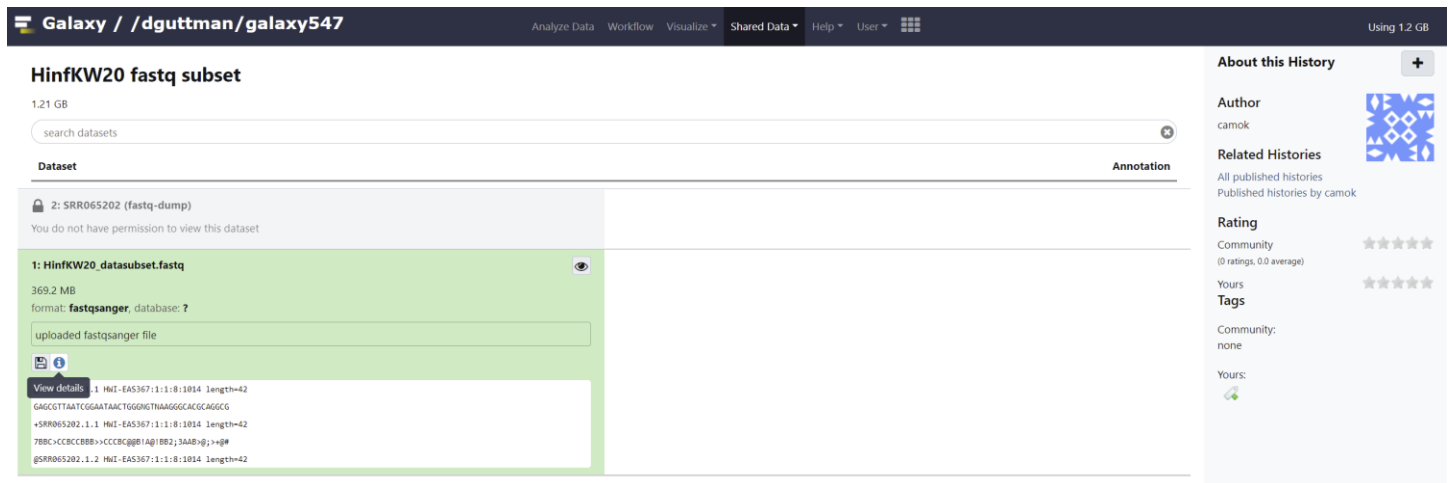 Galaxy / /dguttman/galaxy547
Analyze Data Workflow Visualize Shared Data Help User
Using 1.2 GB
HinfKW20 fastq subset
1.21 GB
search datasets
Dataset Annotation
2: SRR065202 (fastq-dump)
You do not have permission to view this dataset
1: HinfKW20_datasubset.fastq
369.2 MB
format: fastqsanger, database: ?
uploaded fastqsanger file
View details
.1 HWI-EAS367:1:1:8:1014 length=42
GAGCGTTAATCGGAATAACTGGGNGTNAAGGGCACGCAGGCG
+SRR065202.1.1 HWI-EAS367:1:1:8:1014 length=42
7BBC>CCBCCBBB>>CCCBC@@B!A@!BB2;3AAB>@;>+@#
@SRR065202.1.2 HWI-EAS367:1:1:8:1014 length=42
About this History
Author
camok
Related Histories
All published histories
Published histories by camok
Rating
Community
(0 ratings, 0.0 average)
Yours
Tags
Community:
none
Yours: